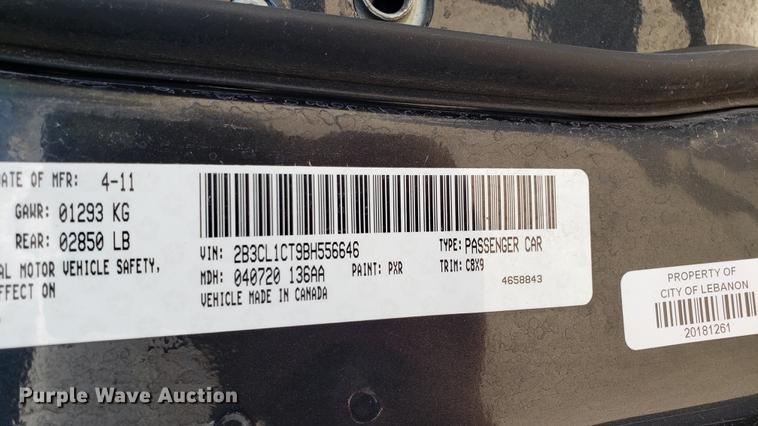 ATE OF MFR: 4-11
GAWR: 01293 KG
REAR: 02850 LB
AL MOTOR VEHICLE SAFETY,
FFECT ON
VIN: 2B3CL1CT9BH556646 TYPE: PASSENGER CAR
MDH: 040720 136AA PAINT: PXR TRIM: C8X9
VEHICLE MADE IN CANADA 4658843
PROPERTY OF
CITY OF LEBANON
20181261
Purple Wave Auction